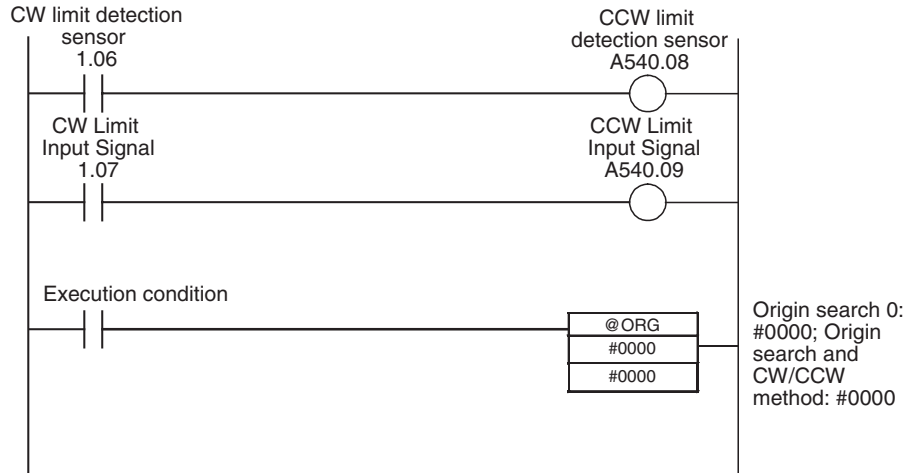 CW limit detection
sensor
1.06
CCW limit
detection sensor
A540.08
CW Limit
Input Signal
1.07
CCW Limit
Input Signal
A540.09
Execution condition
@ORG
#0000
#0000
Origin search 0:
#0000; Origin
search and
CW/CCW
method: #0000